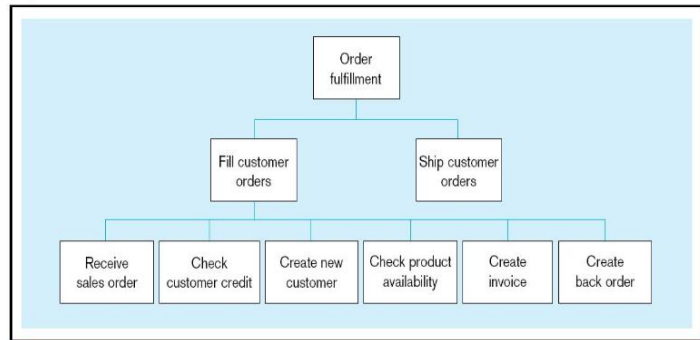 Order
fulfillment
Fill customer
orders
Ship customer
orders
Receive
sales order
Check
customer credit
Create new
customer
Check product
availability
Create
invoice
Create
back order